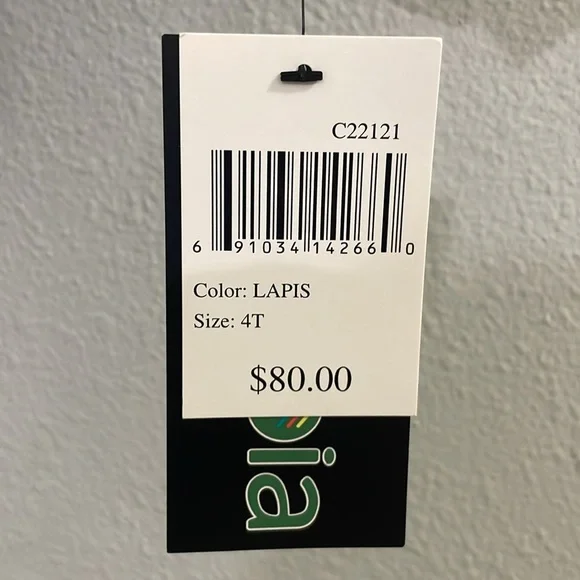 C22121
6 91034 14266 0
Color: LAPIS
Size: 4T
$80.00